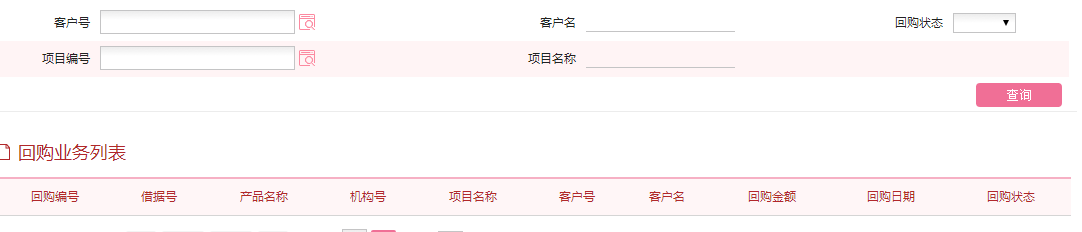 客户号 客户名 回购状态
项目编号 项目名称
查询
回购业务列表
回购编号 借据号 产品名称 机构号 项目名称 客户号 客户名 回购金额 回购日期 回购状态